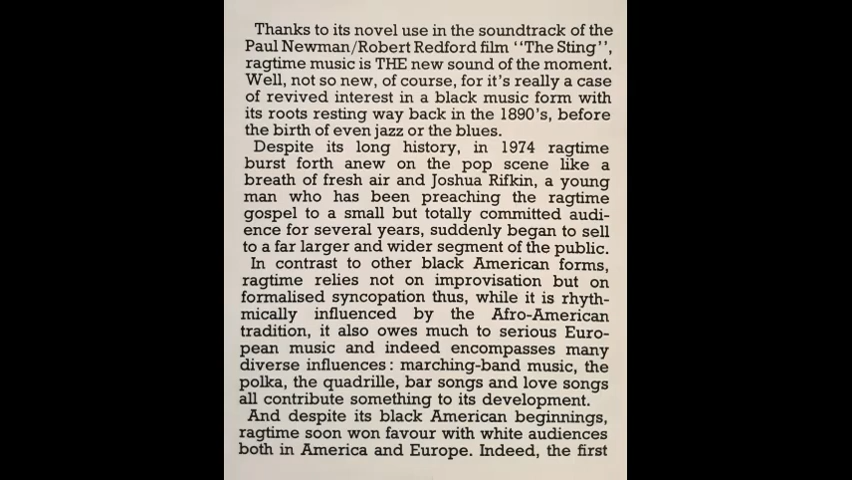 Thanks to its novel use in the soundtrack of the
Paul Newman/Robert Redford film ‘‘The Sting’’,
ragtime music is THE new sound of the moment.
Well, not so new, of course, for it's really a case
of revived interest in a black music form with
its roots resting way back in the 1890's, before
the birth of even jazz or the blues.
Despite its long history, in 1974 ragtime
burst forth anew on the pop scene like a
breath of fresh air and Joshua Rifkin, a young
man who has been preaching the ragtime
gospel to a small but totally committed audi-
ence for several years, suddenly began to sell
to a far larger and wider segment of the public.
In contrast to other black American forms,
ragtime relies not on improvisation but on
formalised syncopation thus, while it is rhyth-
mically influenced by the Afro-American
tradition, it also owes much to serious Euro-
pean music and indeed encompasses many
diverse influences: marching-band music, the
polka, the quadrille, bar songs and love songs
all contribute something to its development.
And despite its black American beginnings,
ragtime soon won favour with white audiences
both in America and Europe. Indeed, the first